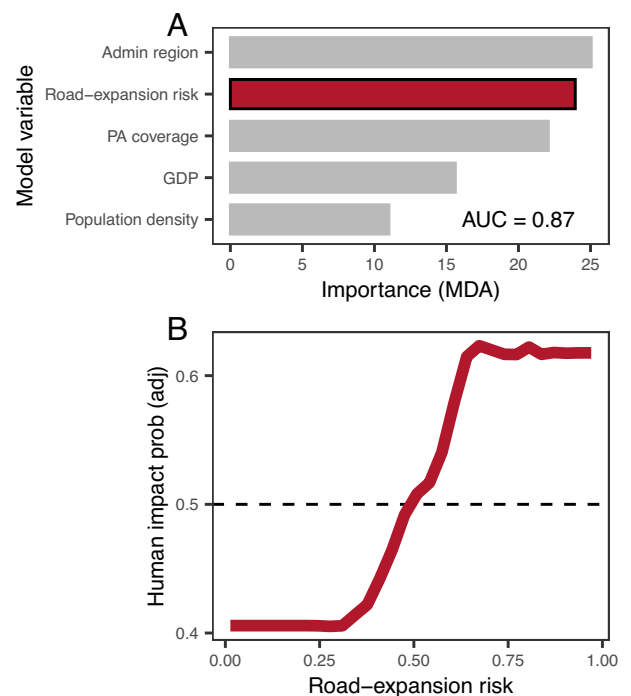 A
Model variable
Admin region
Road−expansion risk
PA coverage
GDP
Population density
AUC = 0.87
0 5 10 15 20 25
Importance (MDA)
B
Human impact prob (adj)
0.6
0.5
0.4
0.00 0.25 0.50 0.75 1.00
Road−expansion risk